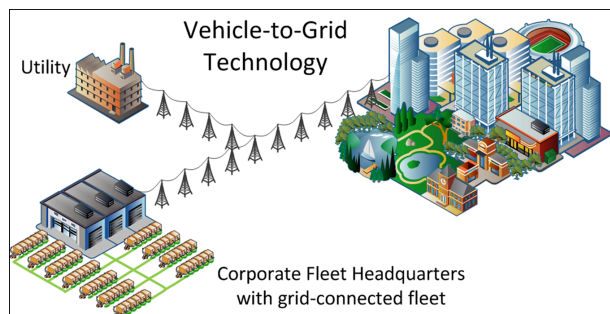 Vehicle-to-Grid
Technology
Utility
Corporate Fleet Headquarters
with grid-connected fleet